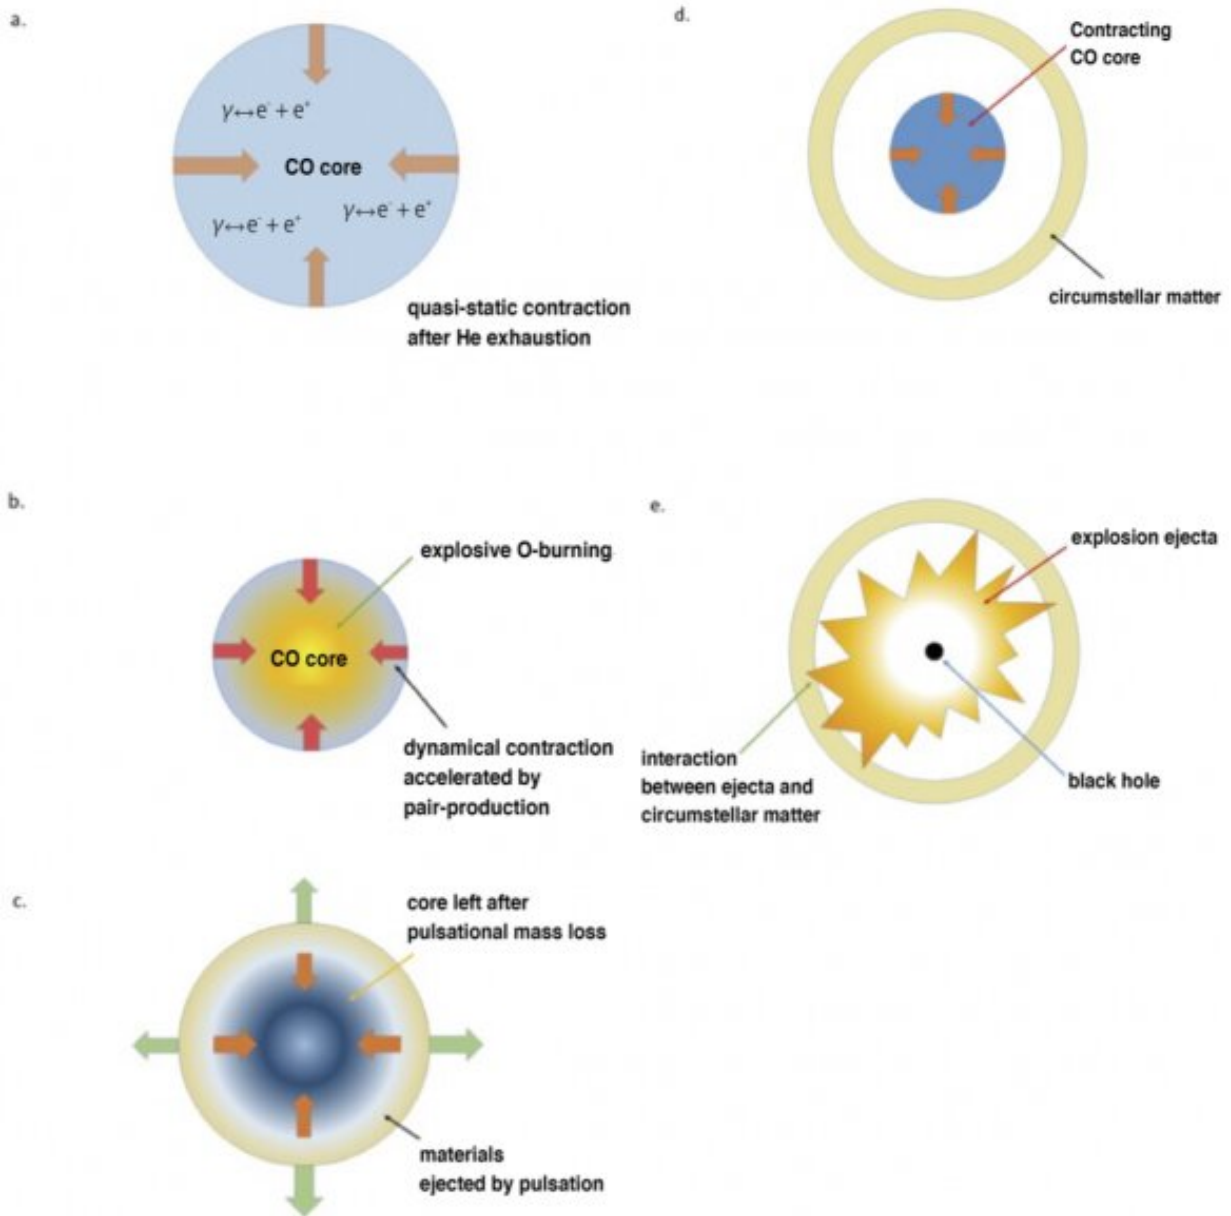 a.
γ↔e⁻ + e⁺
CO core
γ↔e⁻ + e⁺
γ↔e⁻ + e⁺
quasi-static contraction
after He exhaustion
b.
explosive O-burning
CO core
dynamical contraction
accelerated by
pair-production
c.
core left after
pulsational mass loss
materials
ejected by pulsation
d.
Contracting
CO core
circumstellar matter
e.
explosion ejecta
interaction
between ejecta and
circumstellar matter
black hole